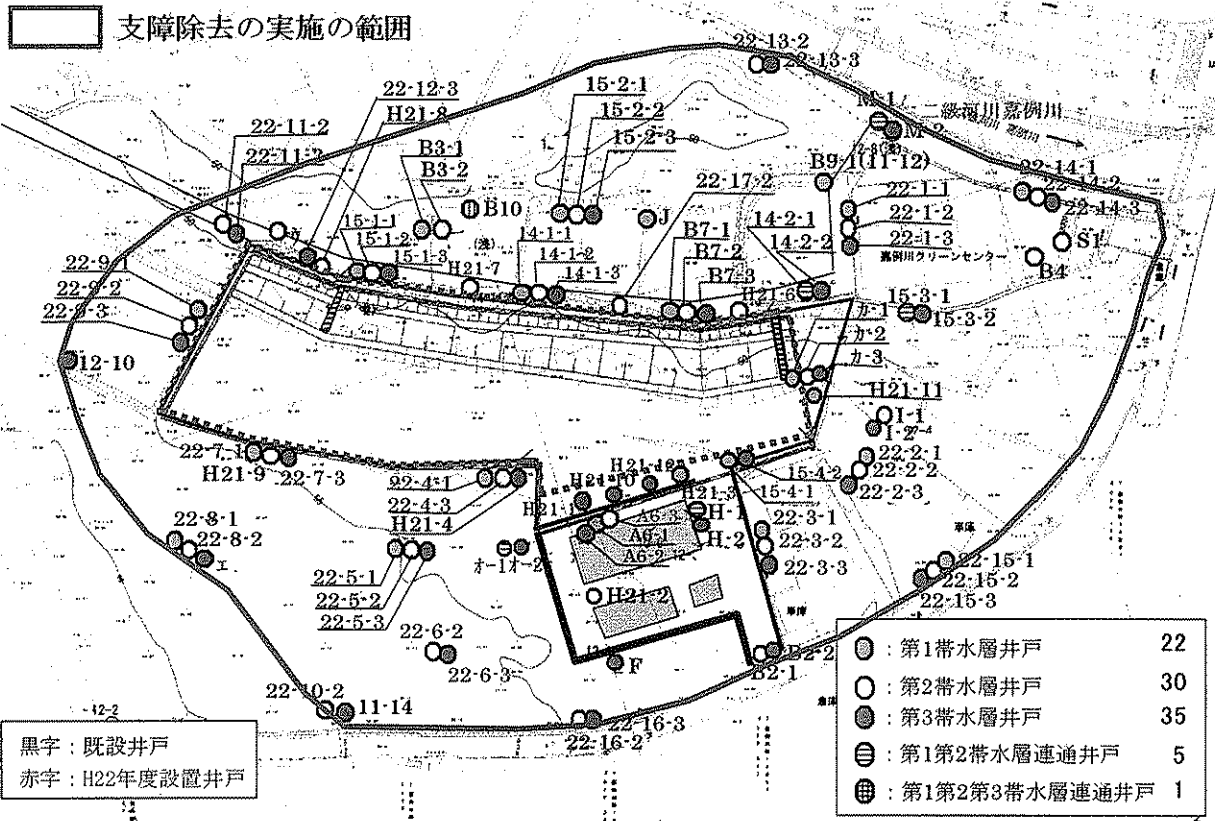 支障除去の実施の範囲
22-13-2
22-13-3
22-12-3
H21-8
15-2-1
15-2-2
15-2-3
M-1
M-2
二級河川嘉例川
22-11-2
B3-1
B3-2
B10
J
22-17-2
B9-1(11-12)
22-14-1
22-14-2
22-14-3
22-1-1
22-1-2
22-1-3
S1
B4
嘉例川グリーンセンター
15-1-1
15-1-2
15-1-3
H21-7
14-1-1
14-1-2
14-1-3
B7-1
B7-2
B7-3
14-2-1
14-2-2
H21-6
15-3-1
15-3-2
22-9-1
22-9-2
22-9-3
12-10
カ-1
カ-2
カ-3
H21-11
I-1
I-2
22-7-1
H21-9
22-7-3
22-4-1
22-4-3
H21-4
H21-1
H21-10
H21-12
H21-3
15-4-1
15-4-2
22-2-1
22-2-2
22-2-3
22-8-1
22-8-2
エ
22-5-1
22-5-2
22-5-3
オ-1
オ-2
A6-3
A6-1
A6-2
H-1
H-2
22-3-1
22-3-2
22-3-3
H21-2
22-15-1
22-15-2
22-15-3
22-6-2
22-6-3
F
B2-2
B2-1
22-10-2
11-14
22-16-3
22-16-2
12-2
黒字：既設井戸
赤字：H22年度設置井戸
：第1帯水層井戸 22
：第2帯水層井戸 30
：第3帯水層井戸 35
：第1第2帯水層連通井戸 5
：第1第2第3帯水層連通井戸 1